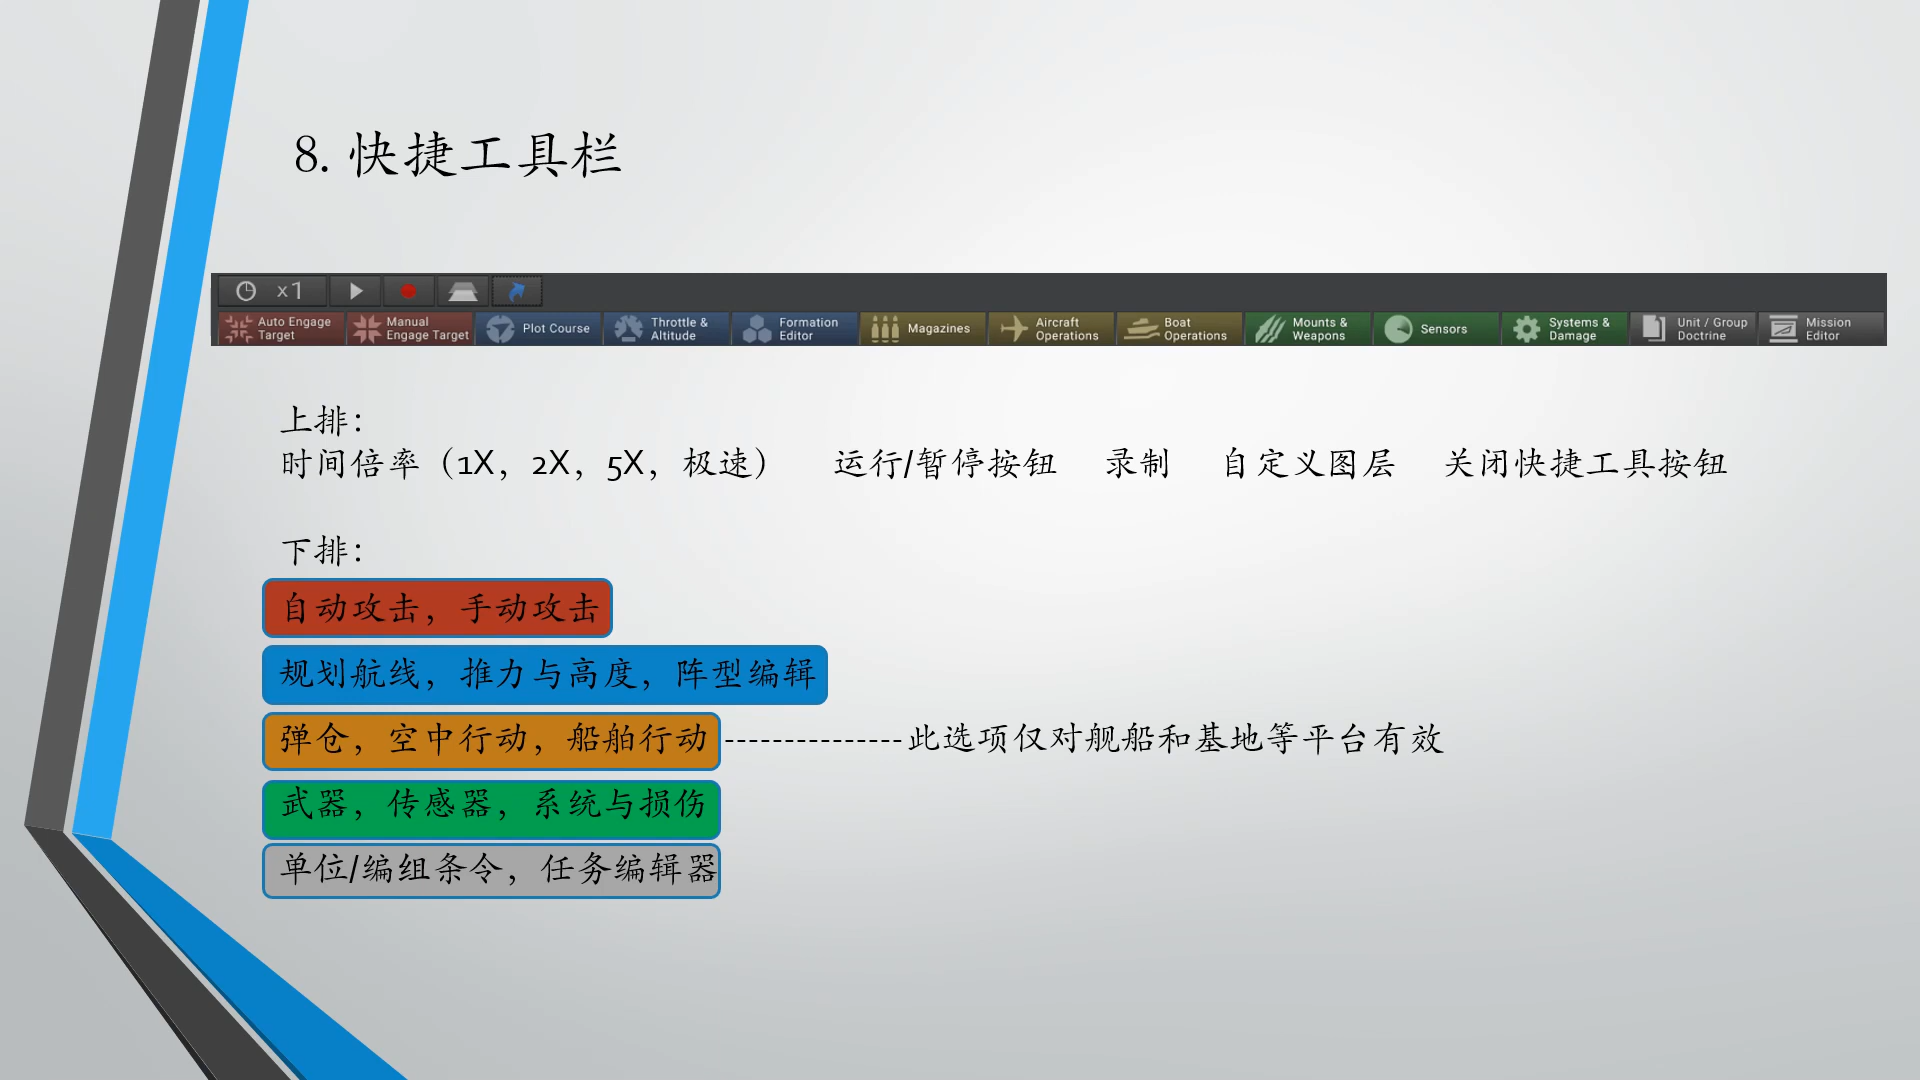 8. 快捷工具栏
x1
Auto Engage Target
Manual Engage Target
Plot Course
Throttle & Altitude
Formation Editor
Magazines
Aircraft Operations
Boat Operations
Mounts & Weapons
Sensors
Systems & Damage
Unit / Group Doctrine
Mission Editor
上排：
时间倍率（1X，2X，5X，极速） 运行/暂停按钮 录制 自定义图层 关闭快捷工具按钮
下排：
自动攻击，手动攻击
规划航线，推力与高度，阵型编辑
弹仓，空中行动，船舶行动---------------此选项仅对舰船和基地等平台有效
武器，传感器，系统与损伤
单位/编组条令，任务编辑器